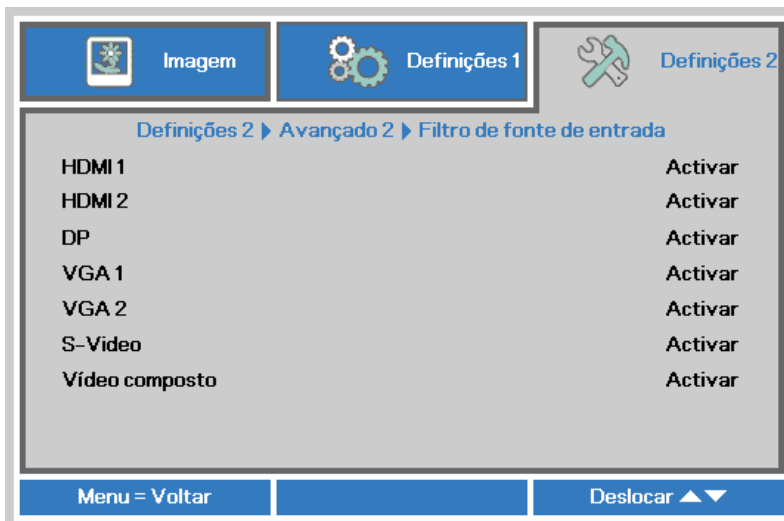 Imagem Definições 1 Definições 2
Definições 2 Avançado 2 Filtro de fonte de entrada
HDMI 1 Activar
HDMI 2 Activar
DP Activar
VGA 1 Activar
VGA 2 Activar
S-Video Activar
Vídeo composto Activar
Menu = Voltar Deslocar ▲▼